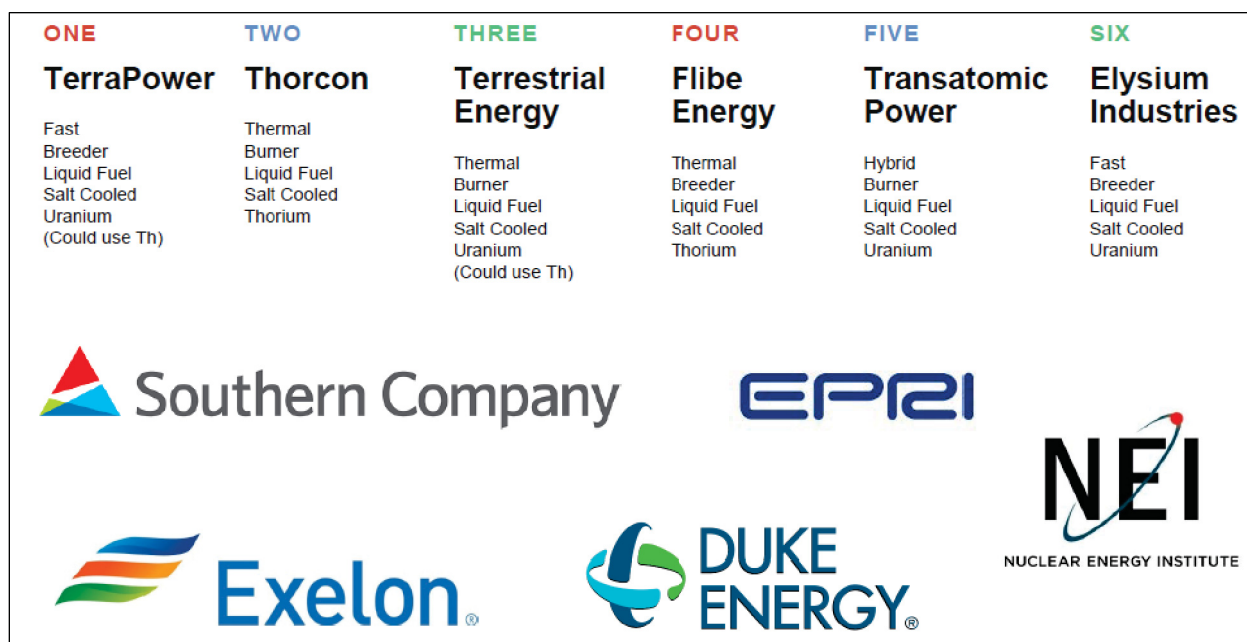 ONE
TerraPower
Fast
Breeder
Liquid Fuel
Salt Cooled
Uranium
(Could use Th)
TWO
Thorcon
Thermal
Burner
Liquid Fuel
Salt Cooled
Thorium
THREE
Terrestrial
Energy
Thermal
Burner
Liquid Fuel
Salt Cooled
Uranium
(Could use Th)
FOUR
Flibe
Energy
Thermal
Breeder
Liquid Fuel
Salt Cooled
Thorium
FIVE
Transatomic
Power
Hybrid
Burner
Liquid Fuel
Salt Cooled
Uranium
SIX
Elysium
Industries
Fast
Breeder
Liquid Fuel
Salt Cooled
Uranium
Southern Company
EPRI
NEI
NUCLEAR ENERGY INSTITUTE
Exelon®
DUKE
ENERGY®